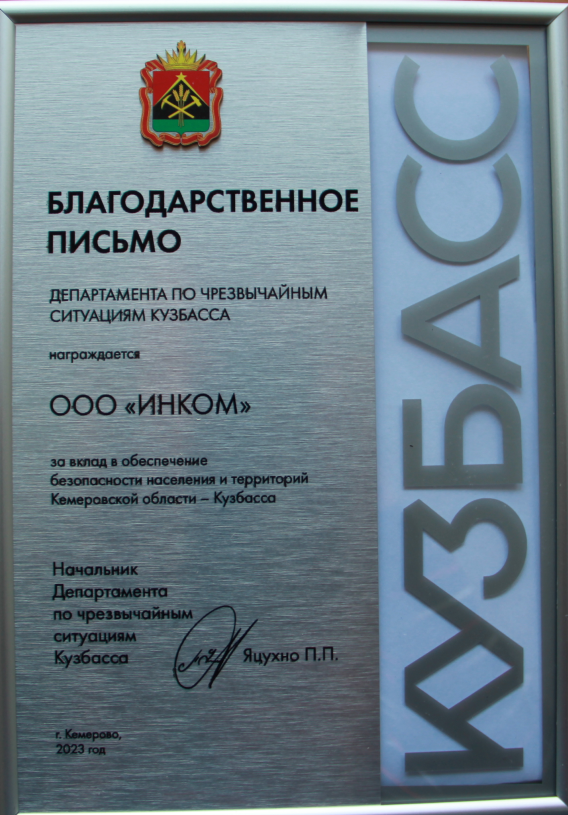 БЛАГОДАРСТВЕННОЕ
ПИСЬМО
ДЕПАРТАМЕНТА ПО ЧРЕЗВЫЧАЙНЫМ
СИТУАЦИЯМ КУЗБАССА
награждается
ООО «ИНКОМ»
за вклад в обеспечение
безопасности населения и территорий
Кемеровской области – Кузбасса
Начальник
Департамента
по чрезвычайным
ситуациям
Кузбасса
Яцухно П.П.
г. Кемерово,
2023 год
КУЗБАСС